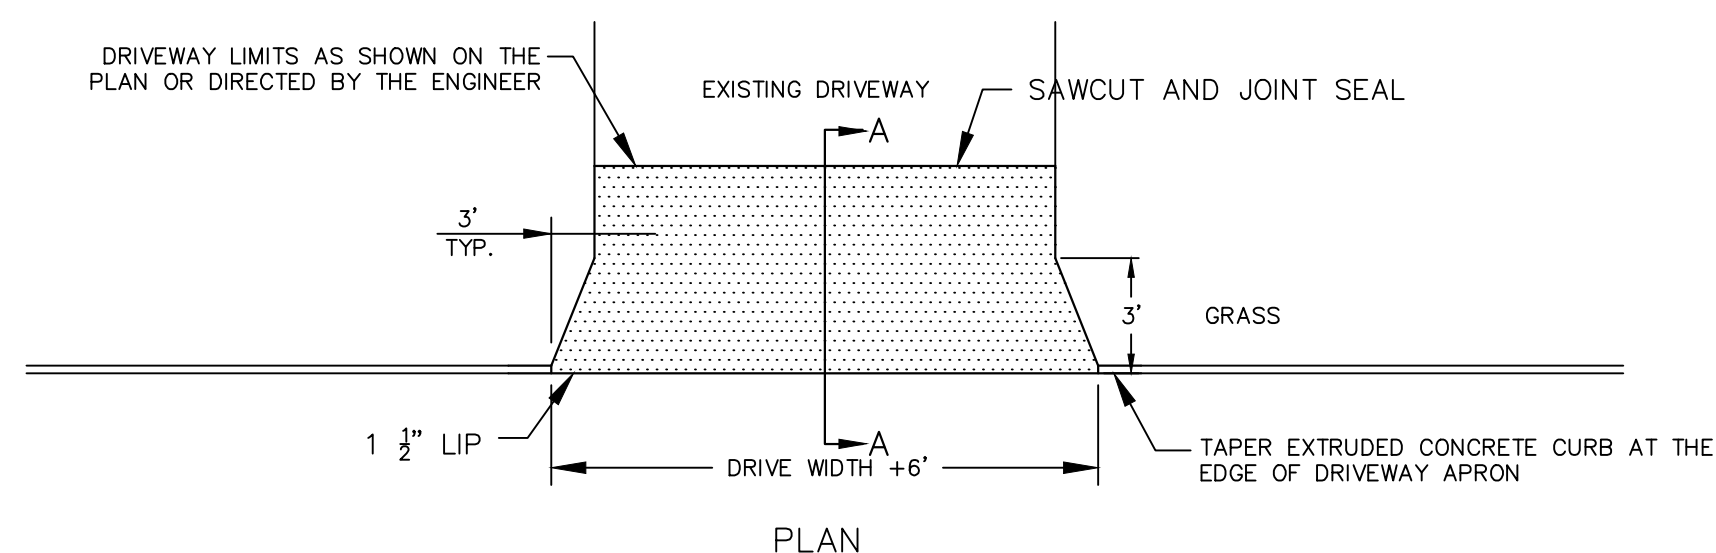 DRIVEWAY LIMITS AS SHOWN ON THE
PLAN OR DIRECTED BY THE ENGINEER
EXISTING DRIVEWAY
SAWCUT AND JOINT SEAL
A
3'
TYP.
3'
GRASS
1 1/2" LIP
A
DRIVE WIDTH +6'
TAPER EXTRUDED CONCRETE CURB AT THE
EDGE OF DRIVEWAY APRON
PLAN